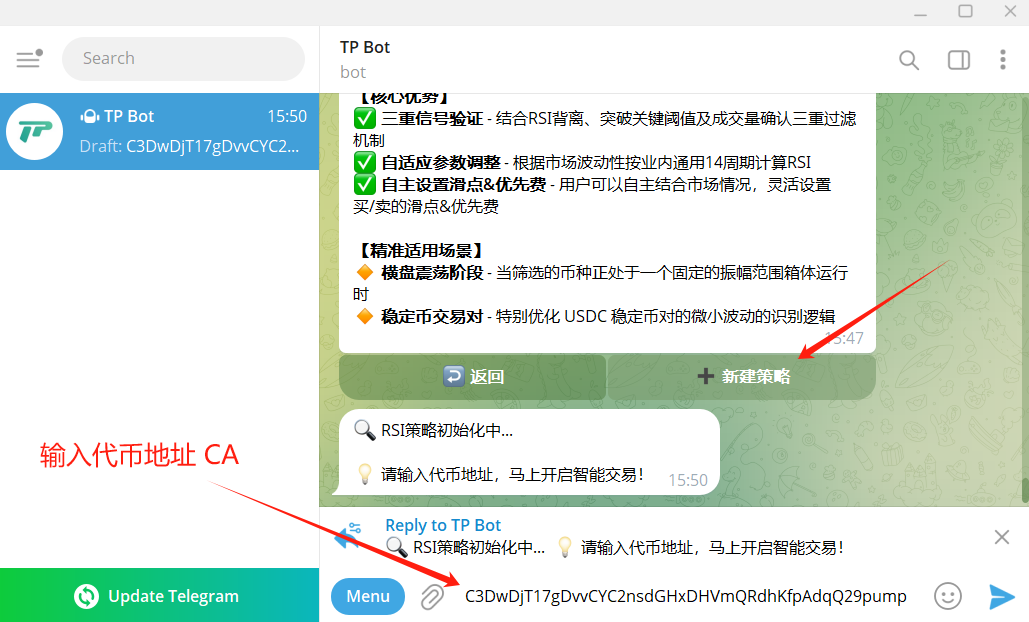 Search
TP Bot
15:50
Draft: C3DwDjT17gDvvCYC2...
输入代币地址 CA
Update Telegram
TP Bot
bot
【核心优势】
✅ 三重信号验证 - 结合RSI背离、突破关键阈值及成交量确认三重过滤
机制
✅ 自适应参数调整 - 根据市场波动性按业内通用14周期计算RSI
✅ 自主设置滑点&优先费 - 用户可以自主结合市场情况，灵活设置
买/卖的滑点&优先费
【精准适用场景】
🔶 横盘震荡阶段 - 当筛选的币种正处于一个固定的振幅范围箱体运行
时
🔶 稳定币交易对 - 特别优化 USDC 稳定币对的微小波动的识别逻辑
15:47
↩️ 返回
➕ 新建策略
🔍 RSI策略初始化中...
💡 请输入代币地址，马上开启智能交易！
15:50
Reply to TP Bot
🔍 RSI策略初始化中... 💡 请输入代币地址，马上开启智能交易！
Menu
C3DwDjT17gDvvCYC2nsdGHxDHVmQRdhKfpAdqQ29pump